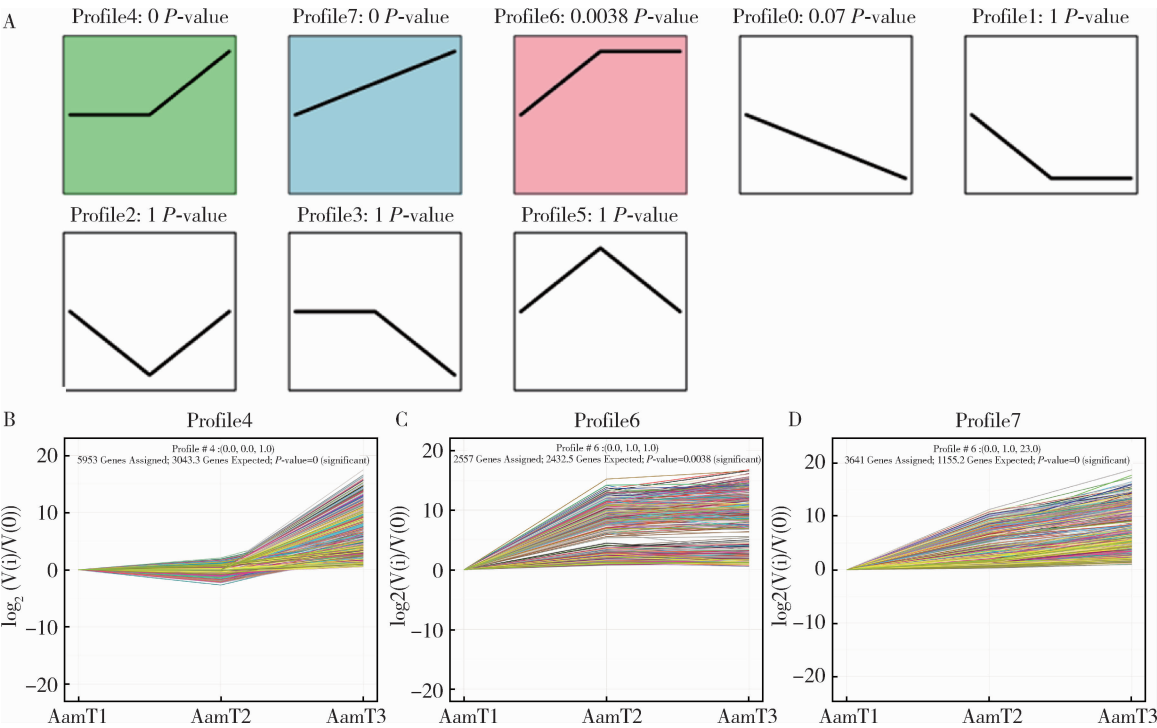 A
Profile4: 0 P-value
Profile7: 0 P-value
Profile6: 0.0038 P-value
Profile0: 0.07 P-value
Profile1: 1 P-value
Profile2: 1 P-value
Profile3: 1 P-value
Profile5: 1 P-value
B
Profile4
Profile # 4 :(0.0, 0.0, 1.0)
5953 Genes Assigned; 3043.3 Genes Expected; P-value=0 (significant)
log2 (V(i)/V(0))
20
10
0
−10
−20
AamT1
AamT2
AamT3
C
Profile6
Profile # 6 :(0.0, 1.0, 1.0)
2557 Genes Assigned; 2432.5 Genes Expected; P-value=0.0038 (significant)
log2(V(i)/V(0))
20
10
0
−10
−20
AamT1
AamT2
AamT3
D
Profile7
Profile # 6 :(0.0, 1.0, 23.0)
3641 Genes Assigned; 1155.2 Genes Expected; P-value=0 (significant)
log2(V(i)/V(0))
20
10
0
−10
−20
AamT1
AamT2
AamT3